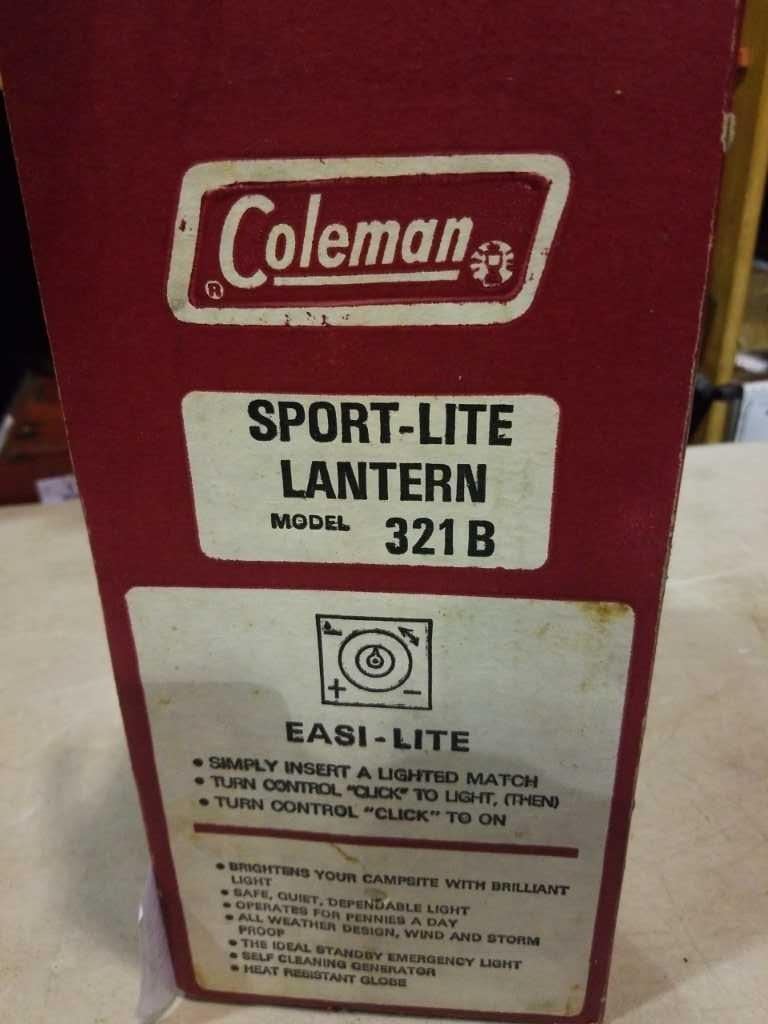 Coleman
®
SPORT-LITE
LANTERN
MODEL 321B
+ −
EASI-LITE
• SIMPLY INSERT A LIGHTED MATCH
• TURN CONTROL "CLICK" TO LIGHT, (THEN)
• TURN CONTROL "CLICK" TO ON
• BRIGHTENS YOUR CAMPSITE WITH BRILLIANT
LIGHT
• SAFE, QUIET, DEPENDABLE LIGHT
• OPERATES FOR PENNIES A DAY
• ALL WEATHER DESIGN, WIND AND STORM
PROOF
• THE IDEAL STANDBY EMERGENCY LIGHT
• SELF CLEANING GENERATOR
• HEAT RESISTANT GLOBE